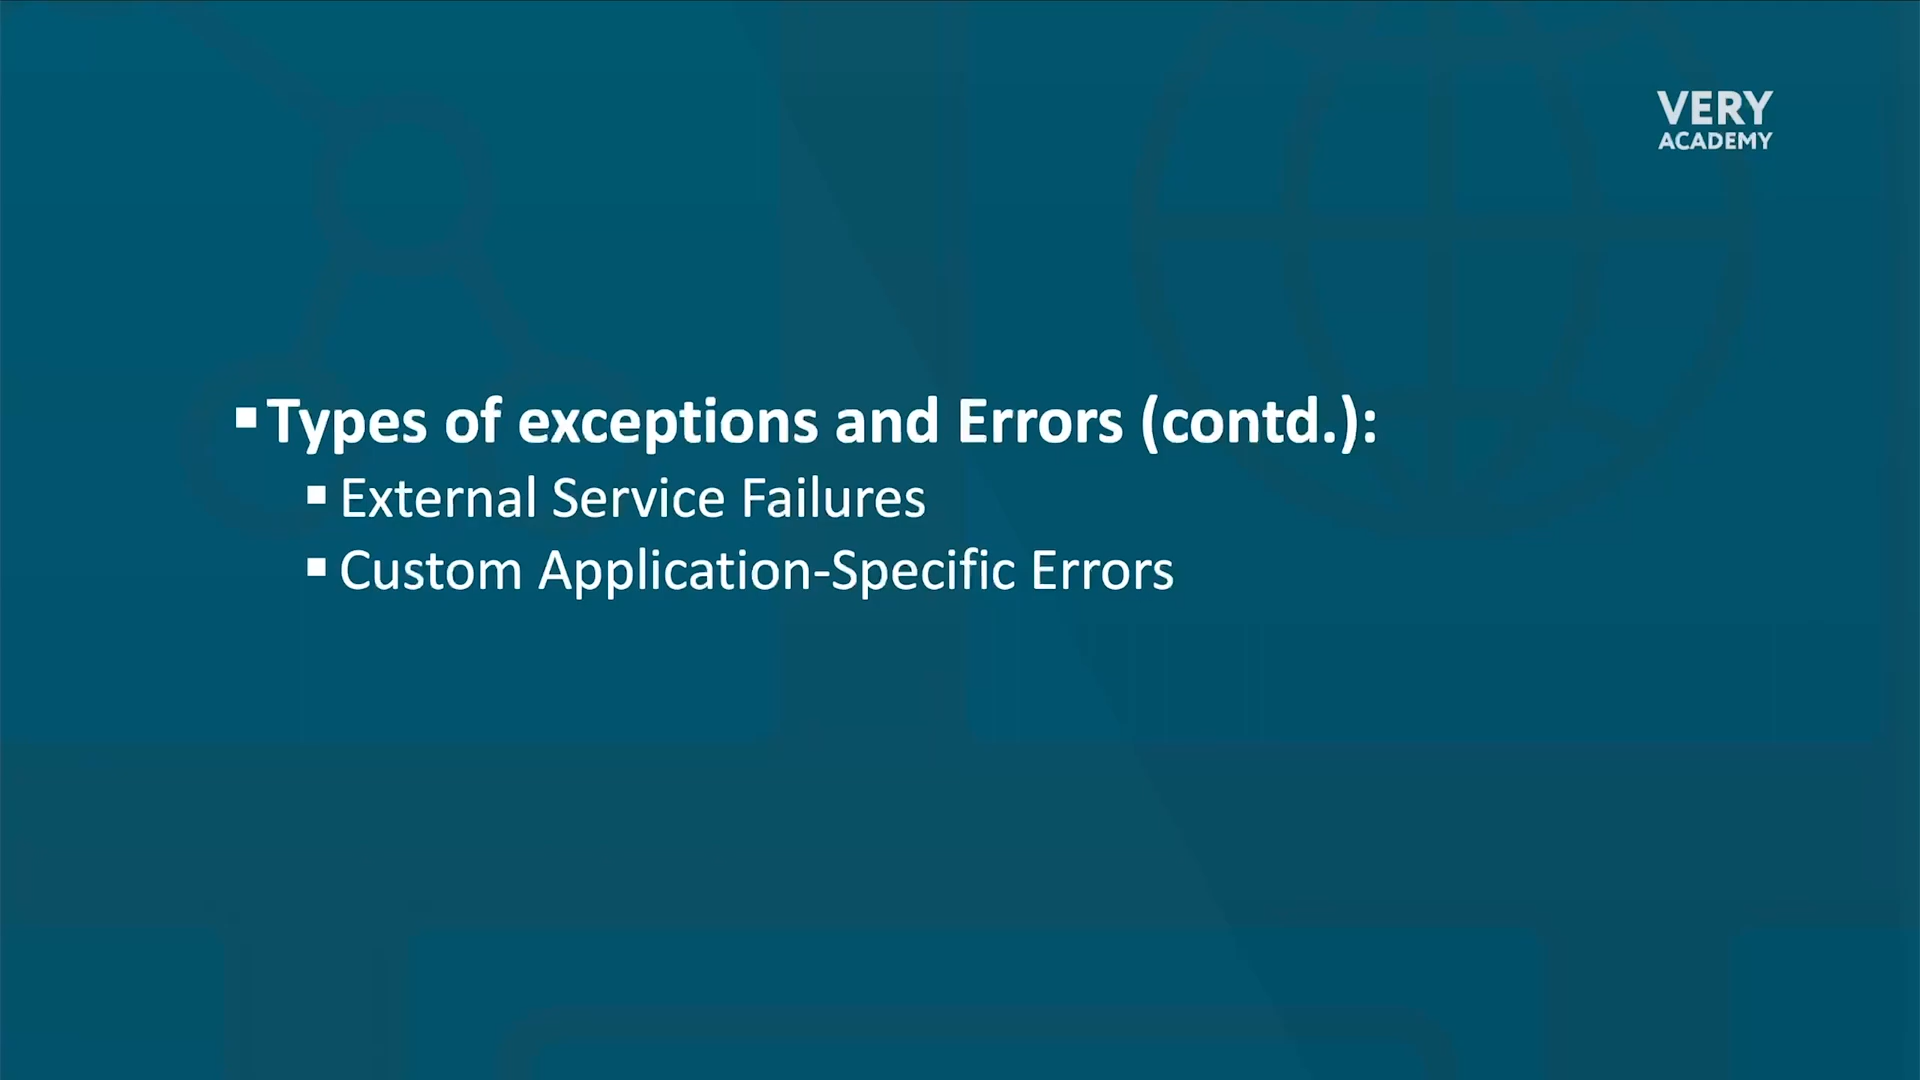 VERY
ACADEMY
▪Types of exceptions and Errors (contd.):
▪External Service Failures
▪Custom Application-Specific Errors